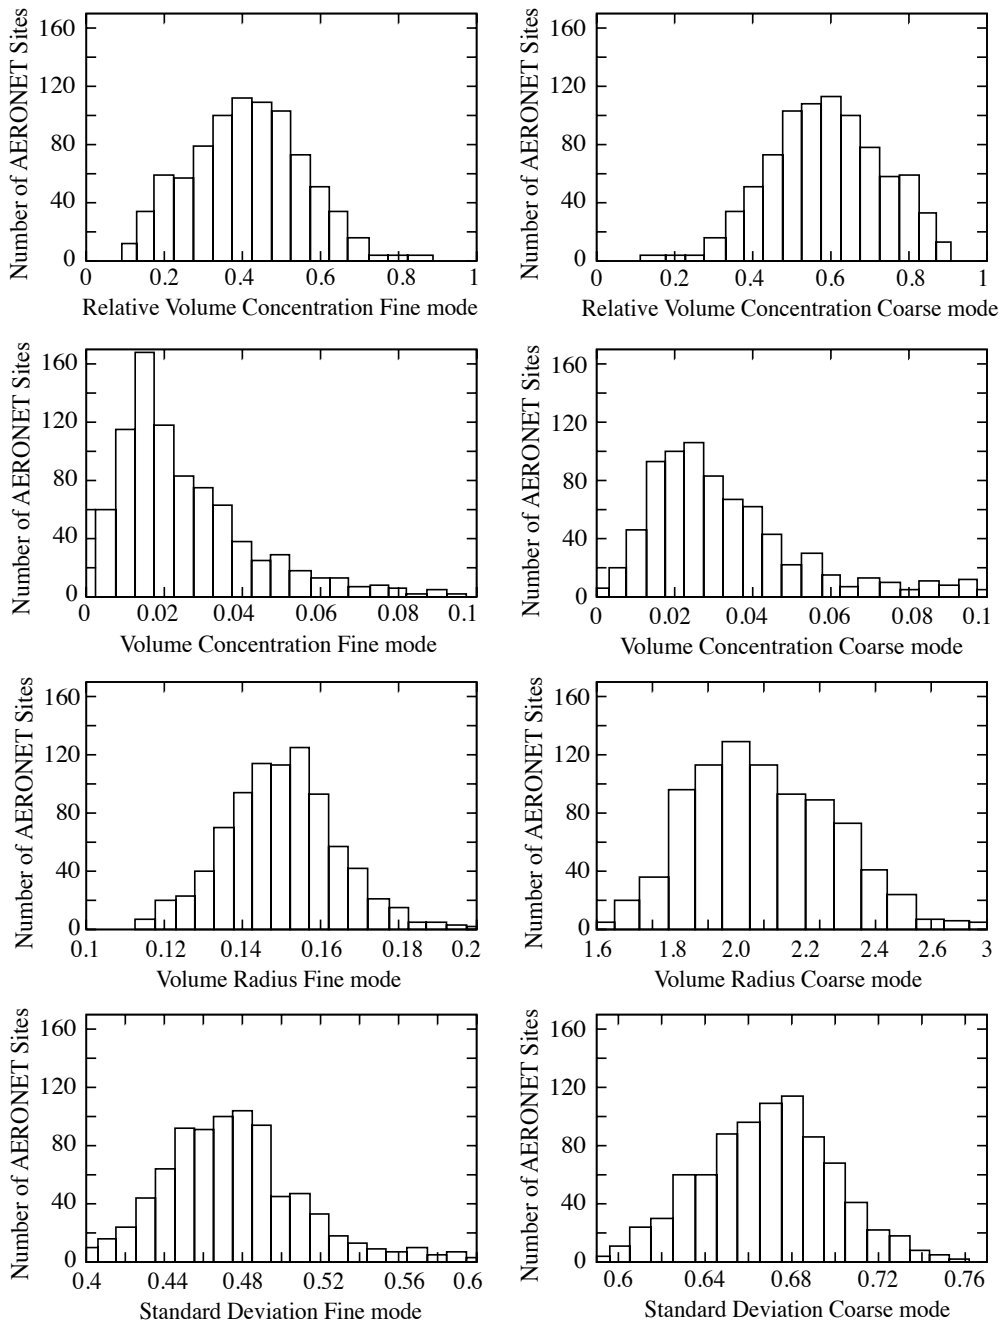 Number of AERONET Sites
160
120
80
40
0
0 0.2 0.4 0.6 0.8 1
Relative Volume Concentration Fine mode
Number of AERONET Sites
160
120
80
40
0
0 0.2 0.4 0.6 0.8 1
Relative Volume Concentration Coarse mode
Number of AERONET Sites
160
120
80
40
0
0 0.02 0.04 0.06 0.08 0.1
Volume Concentration Fine mode
Number of AERONET Sites
160
120
80
40
0
0 0.02 0.04 0.06 0.08 0.1
Volume Concentration Coarse mode
Number of AERONET Sites
160
120
80
40
0
0.1 0.12 0.14 0.16 0.18 0.2
Volume Radius Fine mode
Number of AERONET Sites
160
120
80
40
0
1.6 1.8 2.0 2.2 2.4 2.6 3
Volume Radius Coarse mode
Number of AERONET Sites
160
120
80
40
0
0.4 0.44 0.48 0.52 0.56 0.6
Standard Deviation Fine mode
Number of AERONET Sites
160
120
80
40
0
0.6 0.64 0.68 0.72 0.76
Standard Deviation Coarse mode